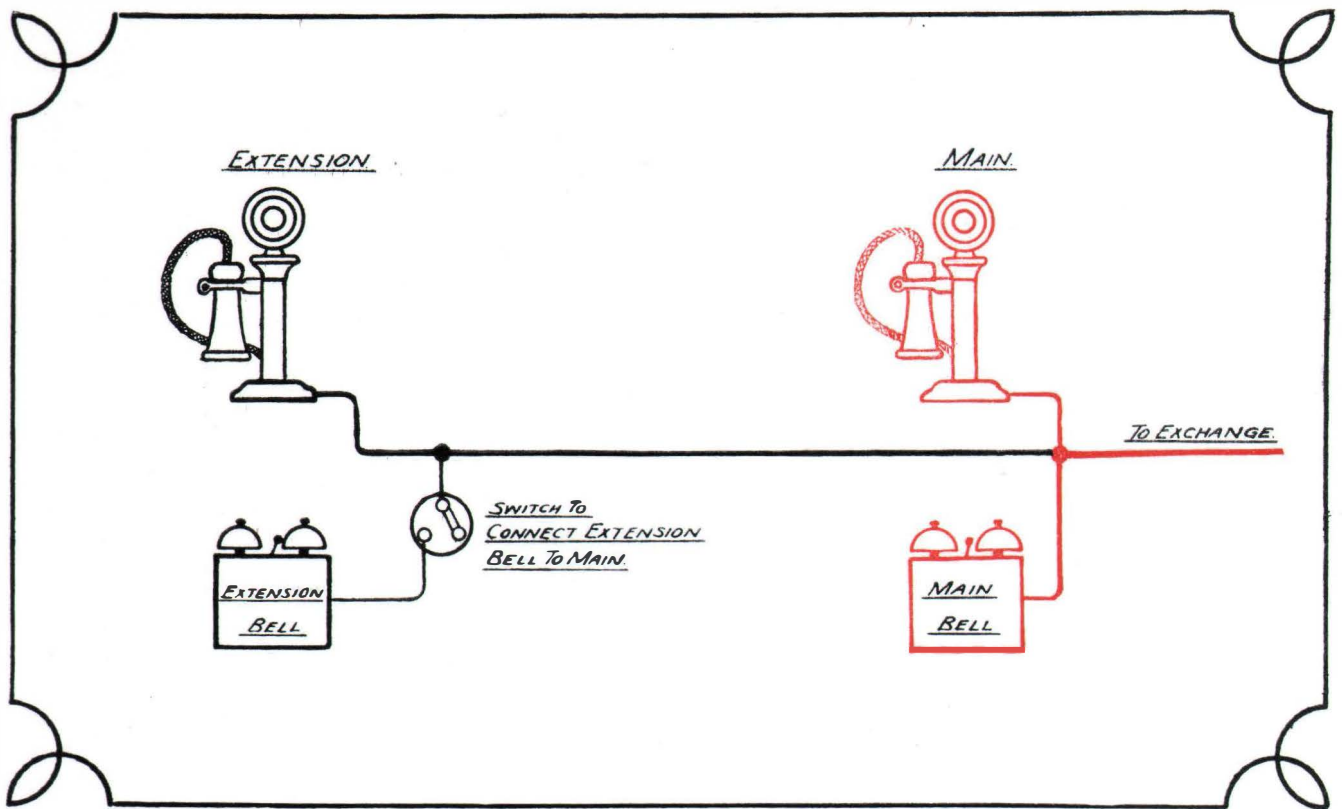 EXTENSION.
MAIN.
TO EXCHANGE.
SWITCH TO
CONNECT EXTENSION
BELL TO MAIN.
EXTENSION
BELL
MAIN
BELL